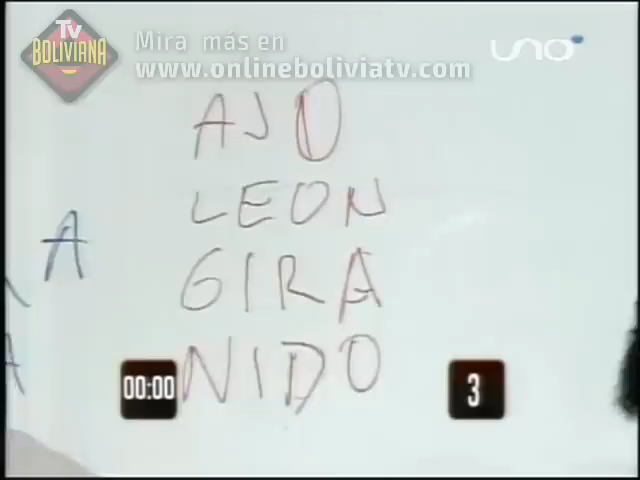 Tv
BOLIVIANA
Mira más en
www.onlineboliviatv.com
UNO
AJO
LEON
A
GIRA
A
NIDO
00:00
3